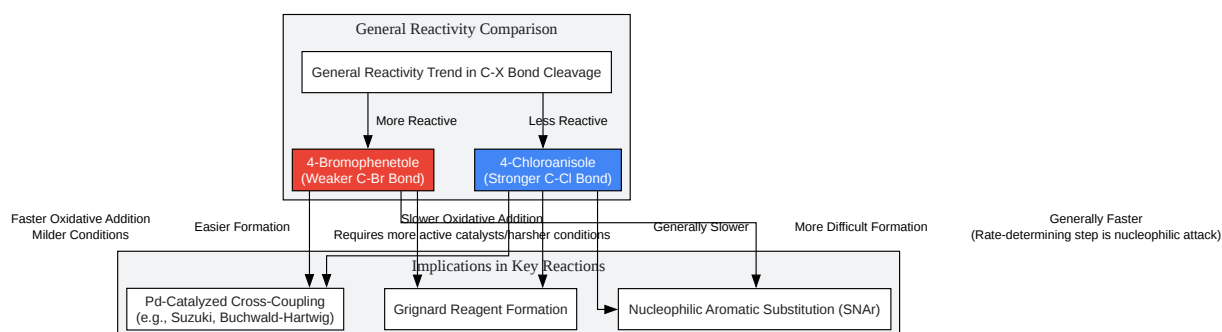 General Reactivity Comparison
General Reactivity Trend in C-X Bond Cleavage
More Reactive
Less Reactive
4-Bromophenetole
(Weaker C-Br Bond)
4-Chloroanisole
(Stronger C-Cl Bond)
Faster Oxidative Addition
Milder Conditions
Easier Formation
Slower Oxidative Addition
Requires more active catalysts/harsher conditions
Generally Slower
More Difficult Formation
Generally Faster
(Rate-determining step is nucleophilic attack)
Implications in Key Reactions
Pd-Catalyzed Cross-Coupling
(e.g., Suzuki, Buchwald-Hartwig)
Grignard Reagent Formation
Nucleophilic Aromatic Substitution (SNAr)